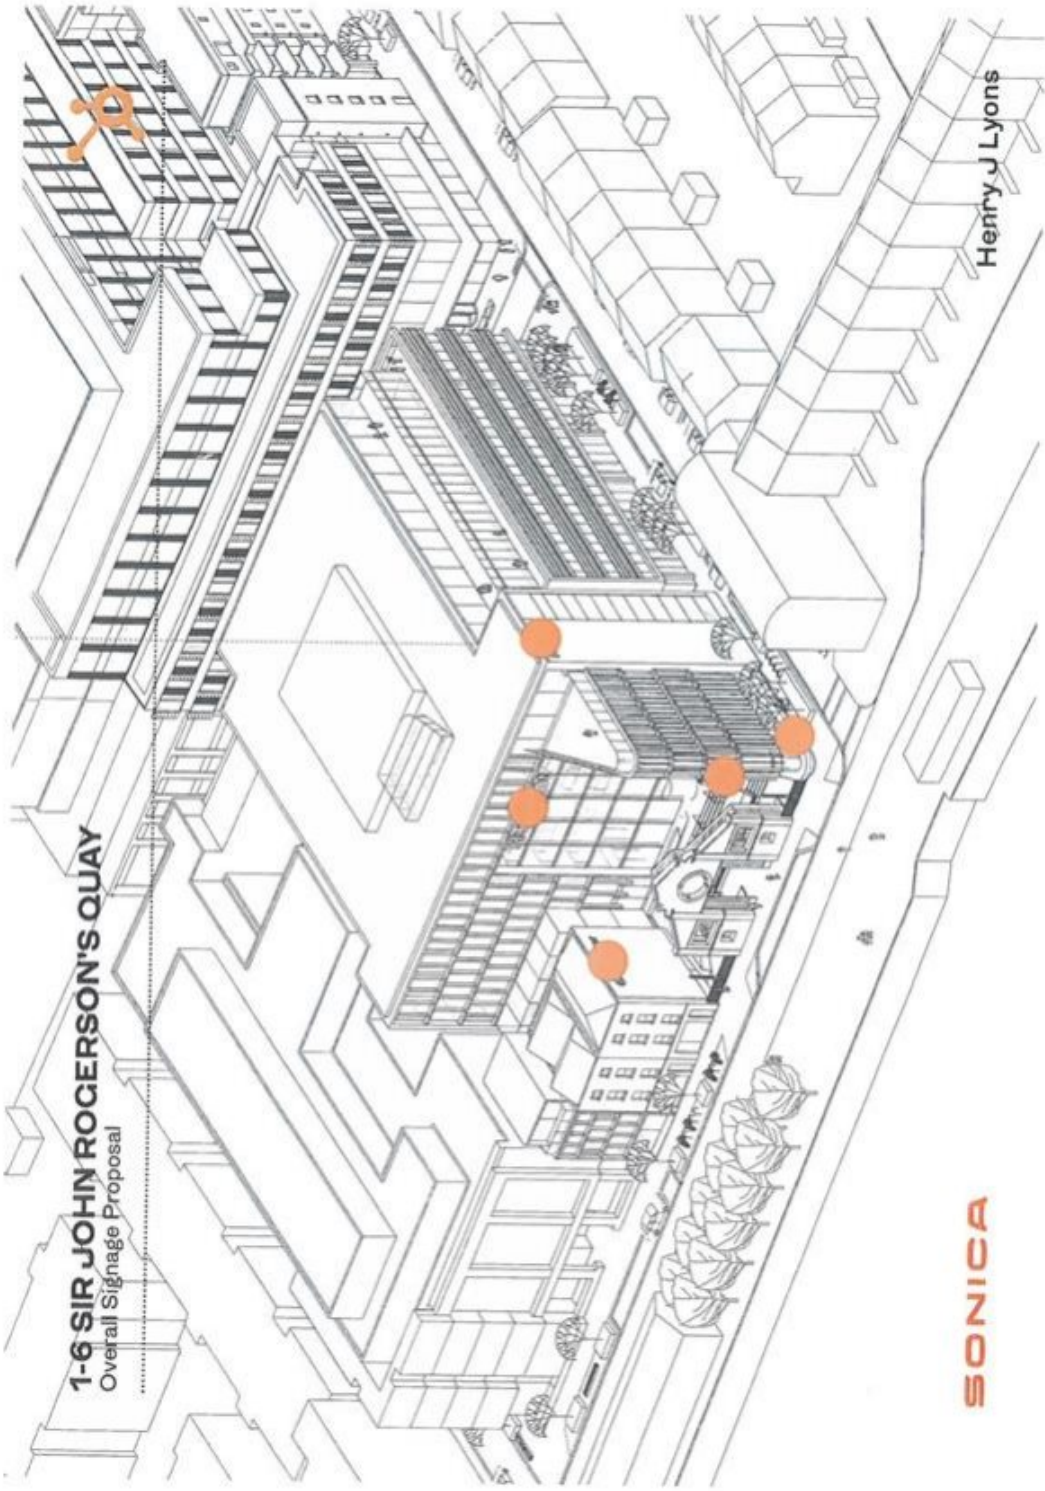 1-6 SIR JOHN ROGERSON'S QUAY
Overall Signage Proposal
SONICA
Henry J Lyons